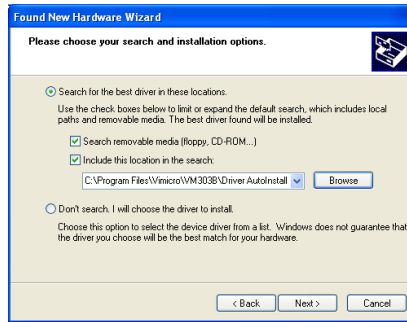 Found New Hardware Wizard
Please choose your search and installation options.
Search for the best driver in these locations.
Use the check boxes below to limit or expand the default search, which includes local
paths and removable media. The best driver found will be installed.
Search removable media (floppy, CD-ROM...)
Include this location in the search:
C:\Program Files\Vimicro\VM303B\Driver AutoInstall
Browse
Don't search. I will choose the driver to install.
Choose this option to select the device driver from a list. Windows does not guarantee that
the driver you choose will be the best match for your hardware.
< Back
Next >
Cancel